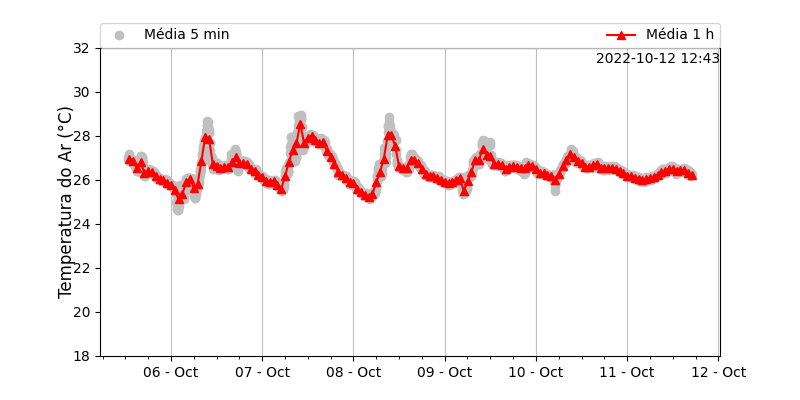 Média 5 min
Média 1 h
2022-10-12 12:43
Temperatura do Ar (°C)
32
30
28
26
24
22
20
18
06 - Oct
07 - Oct
08 - Oct
09 - Oct
10 - Oct
11 - Oct
12 - Oct